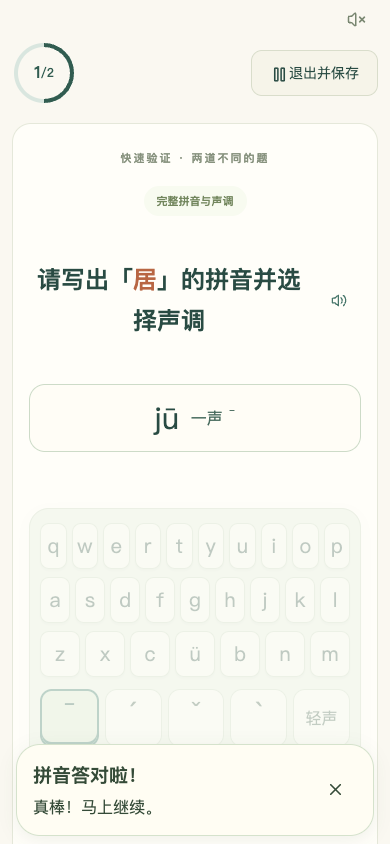 1/2
退出并保存
快速验证 · 两道不同的题
完整拼音与声调
请写出「居」的拼音并选
择声调
jū 一声 ˉ
q w e r t y u i o p
a s d f g h j k l
z x c ü b n m
ˉ ˊ ˇ ˋ 轻声
拼音答对啦！
真棒！马上继续。